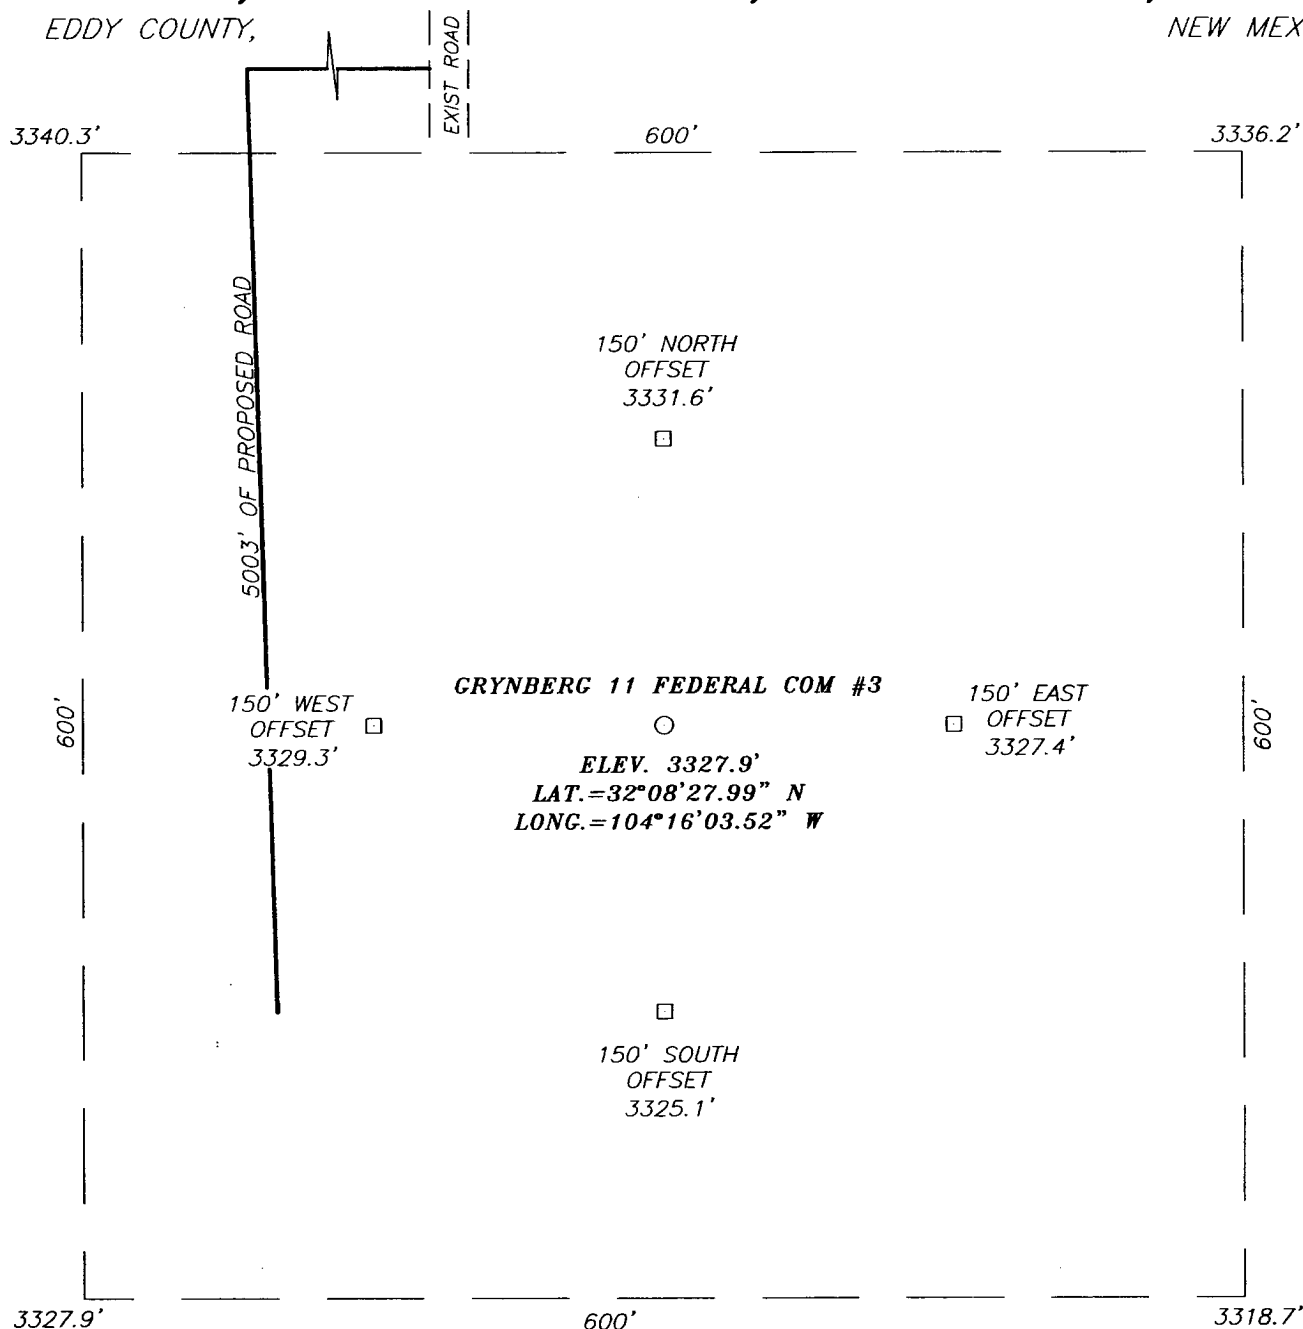 EDDY COUNTY,
NEW MEX
EXIST ROAD
3340.3'
600'
3336.2'
5003' OF PROPOSED ROAD
150' NORTH
OFFSET
3331.6'
GRYNBERG 11 FEDERAL COM #3
150' WEST
OFFSET
3329.3'
150' EAST
OFFSET
3327.4'
600'
600'
ELEV. 3327.9'
LAT.=32°08'27.99" N
LONG.=104°16'03.52" W
150' SOUTH
OFFSET
3325.1'
3327.9'
600'
3318.7'